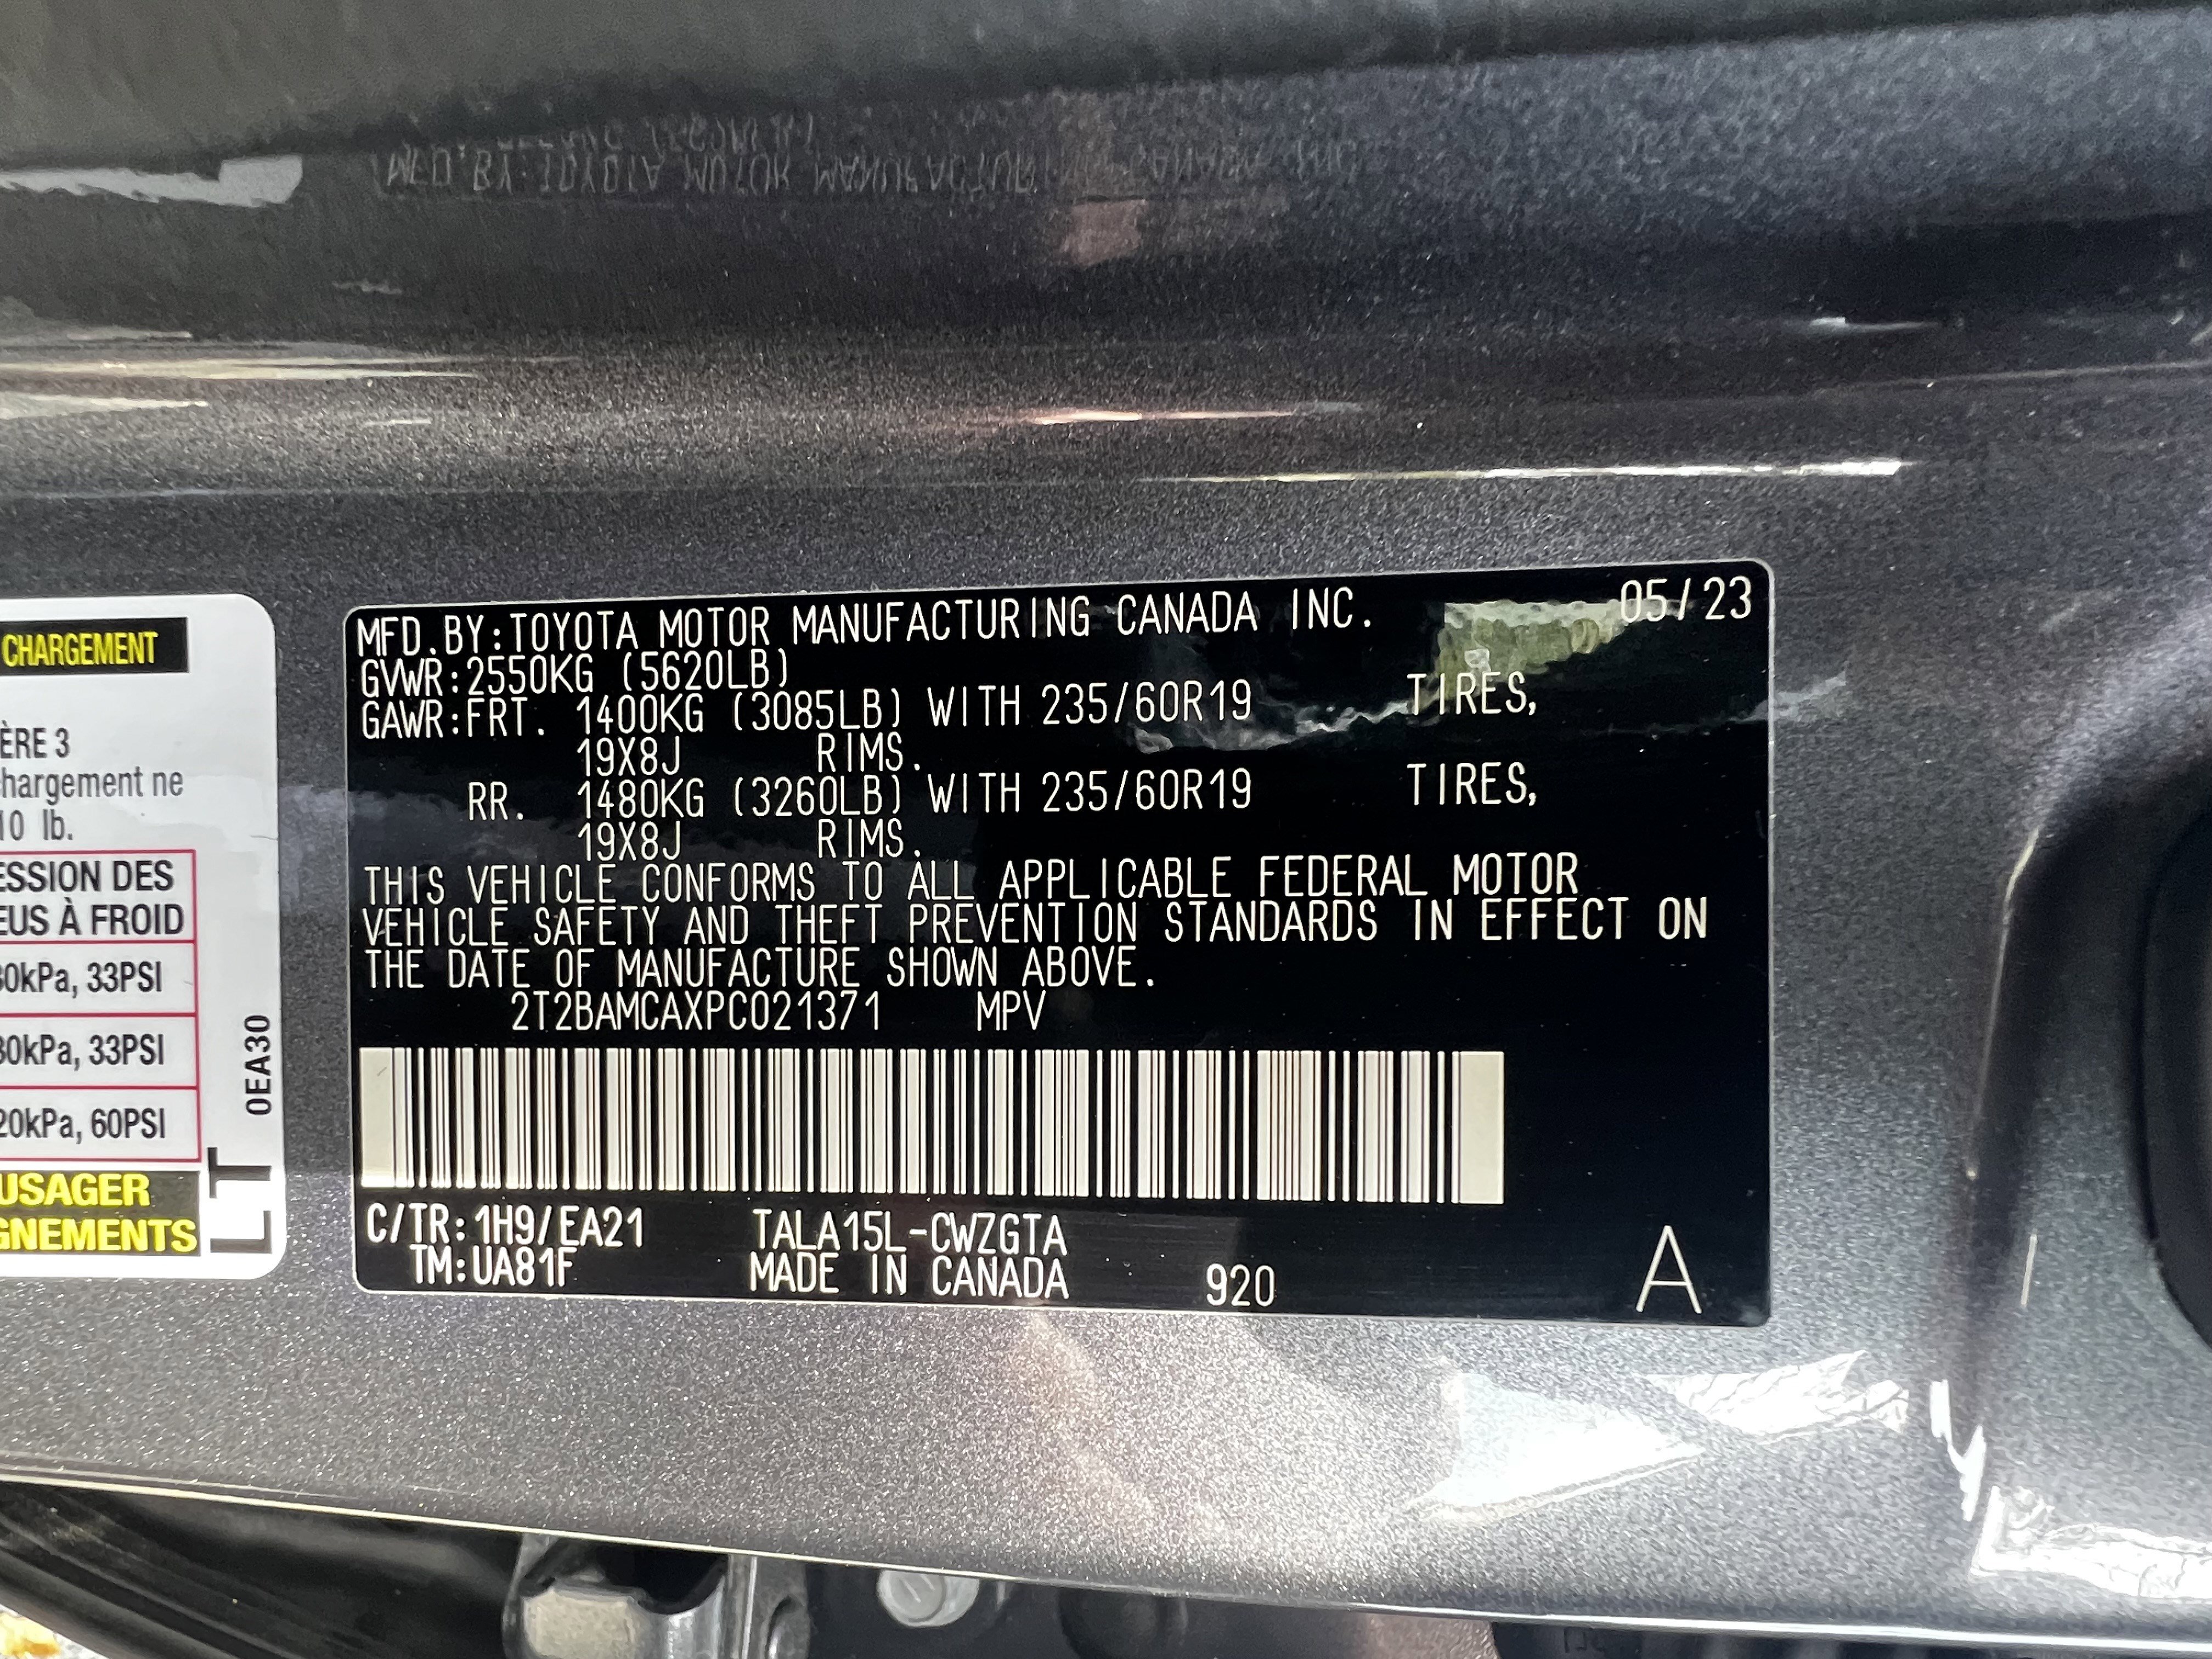 CHARGEMENT
ÈRE 3
chargement ne
10 lb.
ESSION DES
EUS À FROID
30kPa, 33PSI
30kPa, 33PSI
20kPa, 60PSI
USAGER
GNEMENTS
LT
0EA30
MFD.BY:TOYOTA MOTOR MANUFACTURING CANADA INC. 05/23
GVWR:2550KG (5620LB)
GAWR:FRT. 1400KG (3085LB) WITH 235/60R19 TIRES,
19X8J RIMS.
RR. 1480KG (3260LB) WITH 235/60R19 TIRES,
19X8J RIMS.
THIS VEHICLE CONFORMS TO ALL APPLICABLE FEDERAL MOTOR
VEHICLE SAFETY AND THEFT PREVENTION STANDARDS IN EFFECT ON
THE DATE OF MANUFACTURE SHOWN ABOVE.
2T2BAMCAXPC021371 MPV
C/TR:1H9/EA21 TALA15L-CWZGTA
TM:UA81F MADE IN CANADA 920 A